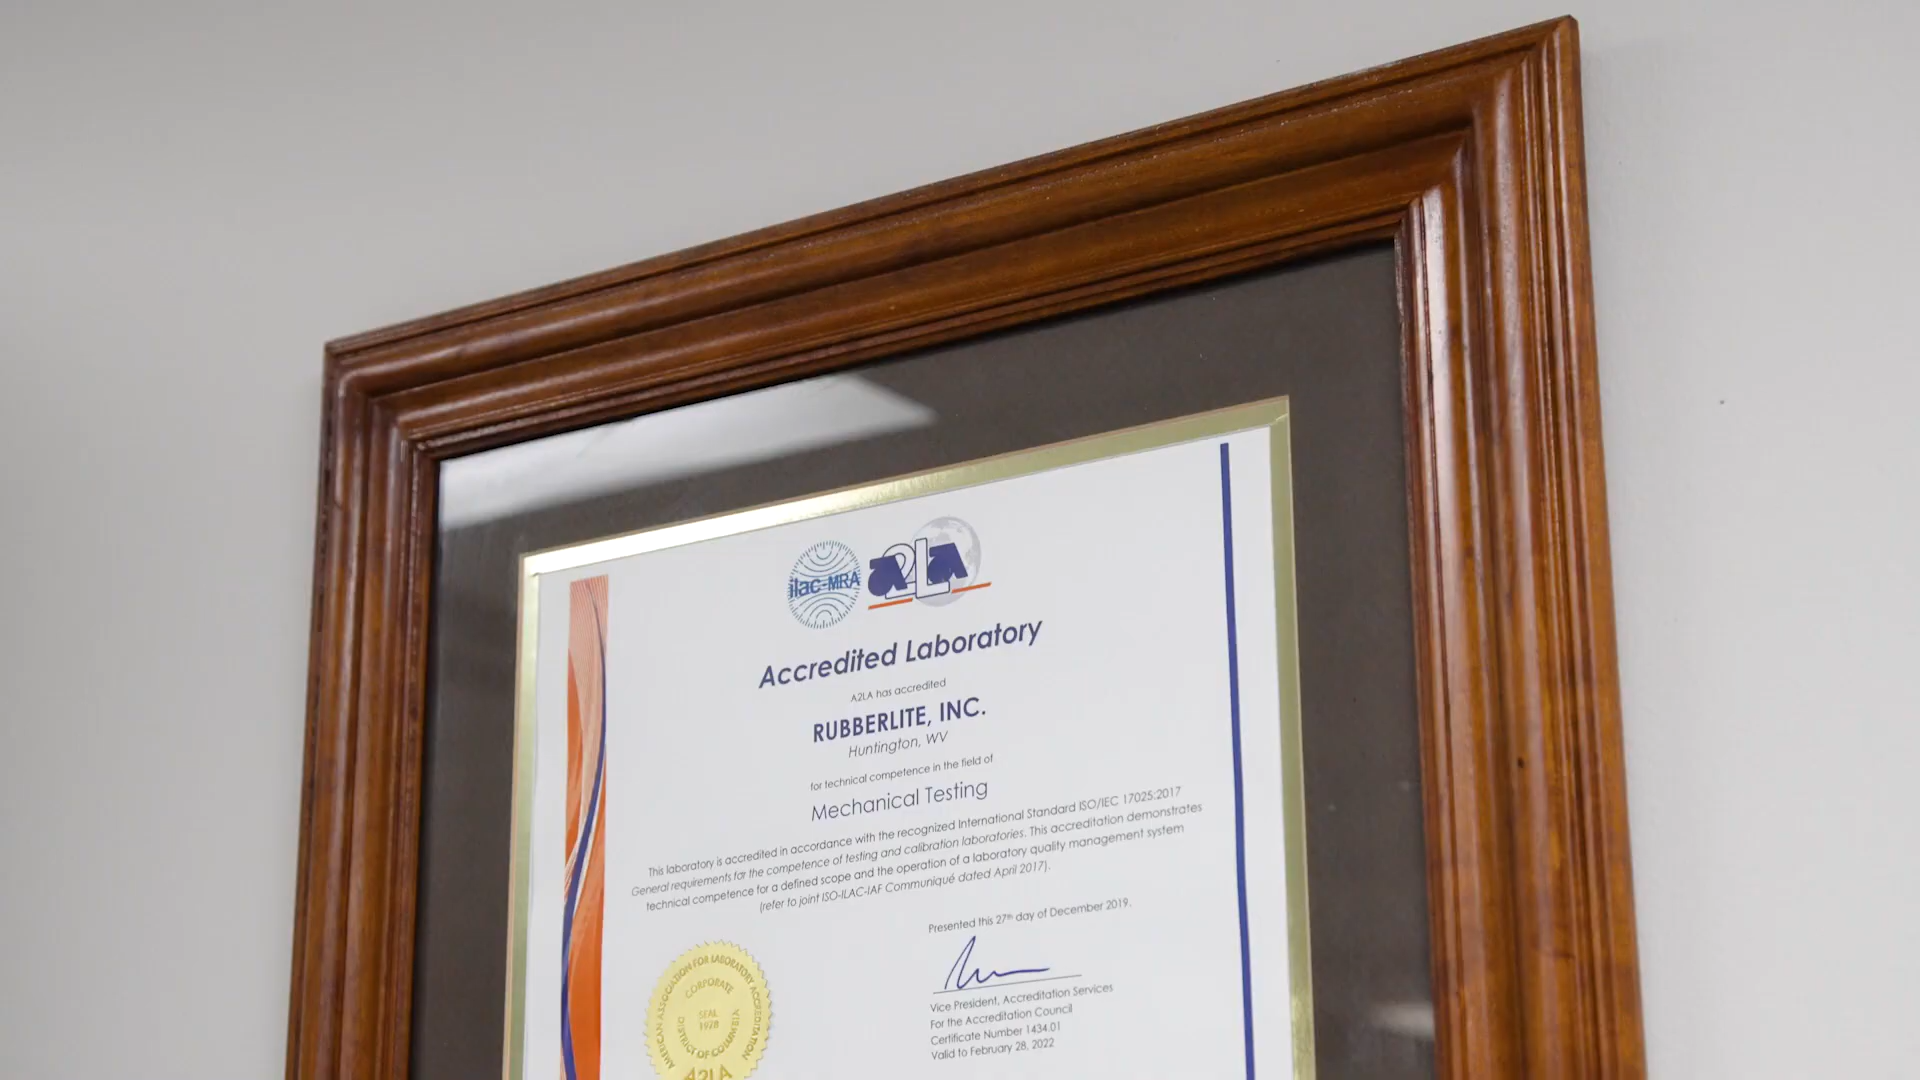 ilac-MRA
A2LA
Accredited Laboratory
A2LA has accredited
RUBBERLITE, INC.
Huntington, WV
for technical competence in the field of
Mechanical Testing
This laboratory is accredited in accordance with the recognized International Standard ISO/IEC 17025:2017
General requirements for the competence of testing and calibration laboratories. This accreditation demonstrates
technical competence for a defined scope and the operation of a laboratory quality management system
(refer to joint ISO-ILAC-IAF Communiqué dated April 2017).
Presented this 27th day of December 2019.
Vice President, Accreditation Services
For the Accreditation Council
Certificate Number 1434.01
Valid to February 28, 2022
AMERICAN ASSOCIATION FOR LABORATORY ACCREDITATION
CORPORATE
SEAL
1978
DISTRICT OF COLUMBIA
A2LA